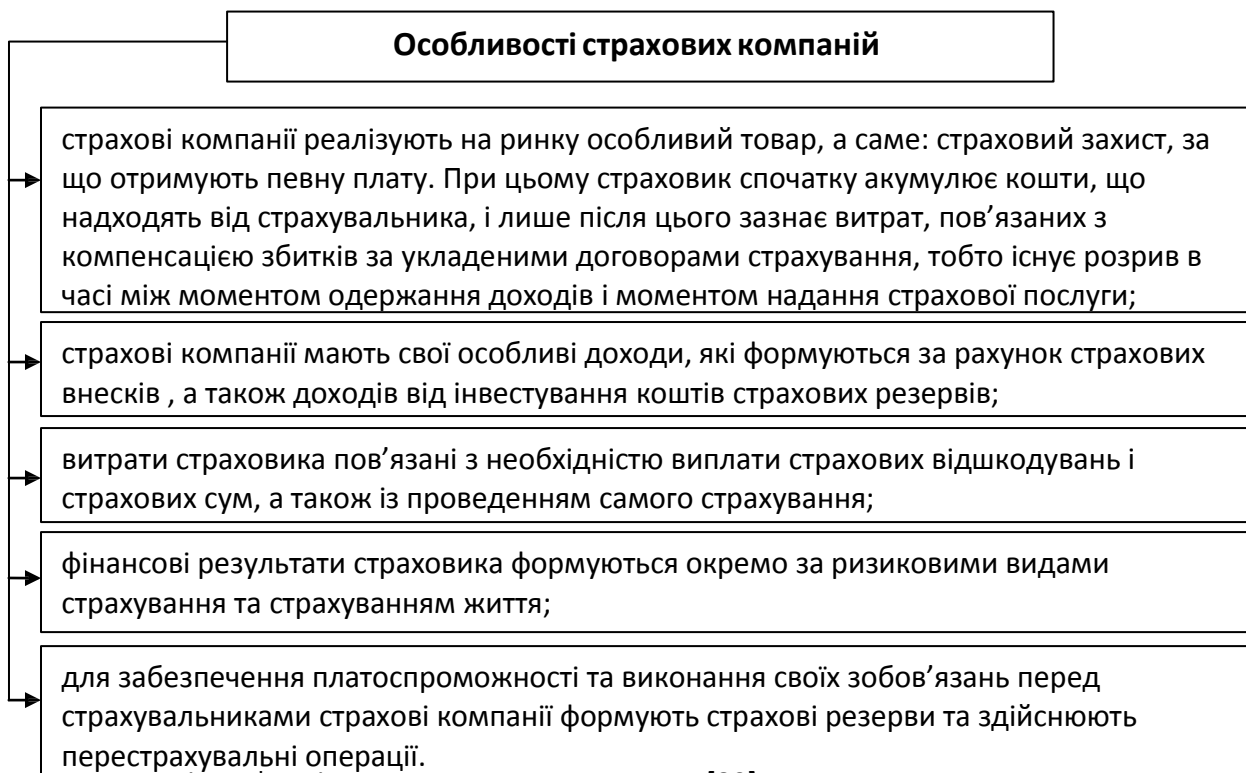 Особливості страхових компаній
страхові компанії реалізують на ринку особливий товар, а саме: страховий захист, за
що отримують певну плату. При цьому страховик спочатку акумулює кошти, що
надходять від страхувальника, і лише після цього зазнає витрат, пов’язаних з
компенсацією збитків за укладеними договорами страхування, тобто існує розрив в
часі між моментом одержання доходів і моментом надання страхової послуги;
страхові компанії мають свої особливі доходи, які формуються за рахунок страхових
внесків , а також доходів від інвестування коштів страхових резервів;
витрати страховика пов’язані з необхідністю виплати страхових відшкодувань і
страхових сум, а також із проведенням самого страхування;
фінансові результати страховика формуються окремо за ризиковими видами
страхування та страхуванням життя;
для забезпечення платоспроможності та виконання своїх зобов’язань перед
страхувальниками страхові компанії формують страхові резерви та здійснюють
перестрахувальні операції.